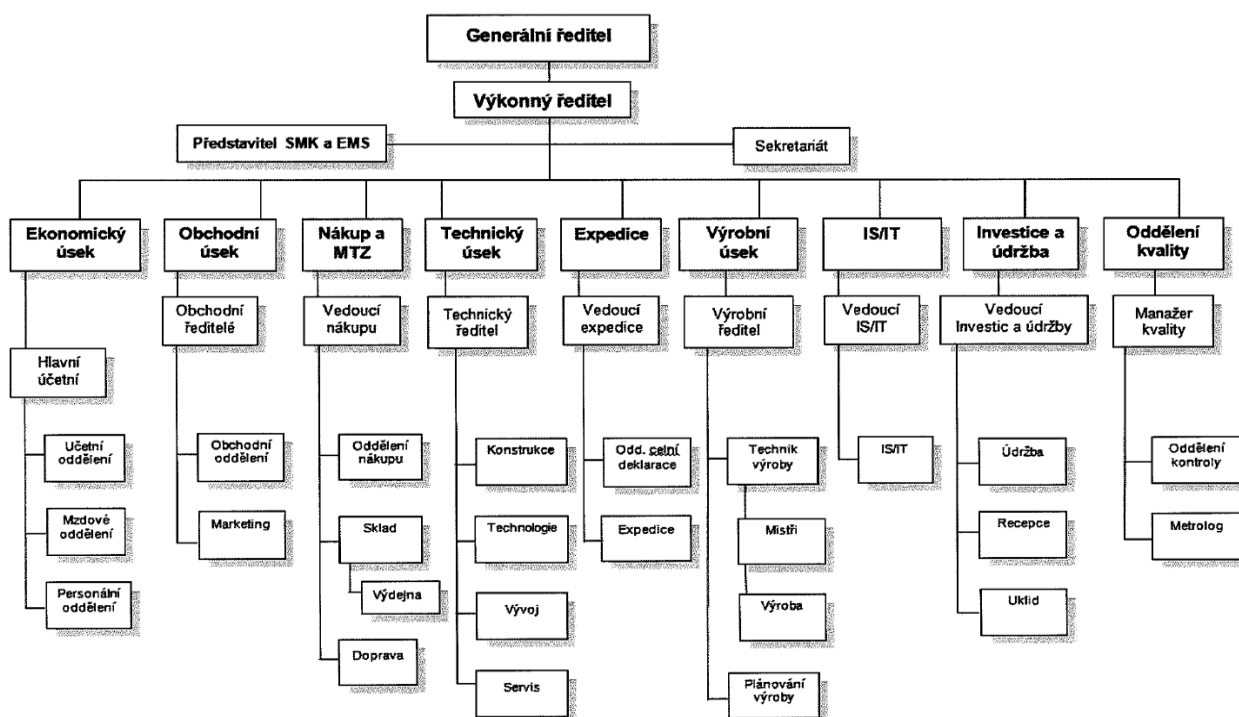 Generální ředitel
Výkonný ředitel
Představitel SMK a EMS
Sekretariát
Ekonomický
úsek
Obchodní
úsek
Nákup a
MTZ
Technický
úsek
Expedice
Výrobní
úsek
IS/IT
Investice a
údržba
Oddělení
kvality
Obchodní
ředitelé
Vedoucí
nákupu
Technický
ředitel
Vedoucí
expedice
Výrobní
ředitel
Vedoucí
IS/IT
Vedoucí
Investic a údržby
Manažer
kvality
Hlavní
účetní
Učetní
oddělení
Obchodní
oddělení
Oddělení
nákupu
Konstrukce
Odd. celní
deklarace
Technik
výroby
IS/IT
Údržba
Oddělení
kontroly
Mzdové
oddělení
Marketing
Sklad
Technologie
Expedice
Mistři
Recepce
Metrolog
Personální
oddělení
Výdejna
Vývoj
Výroba
Uklid
Doprava
Servis
Plánování
výroby